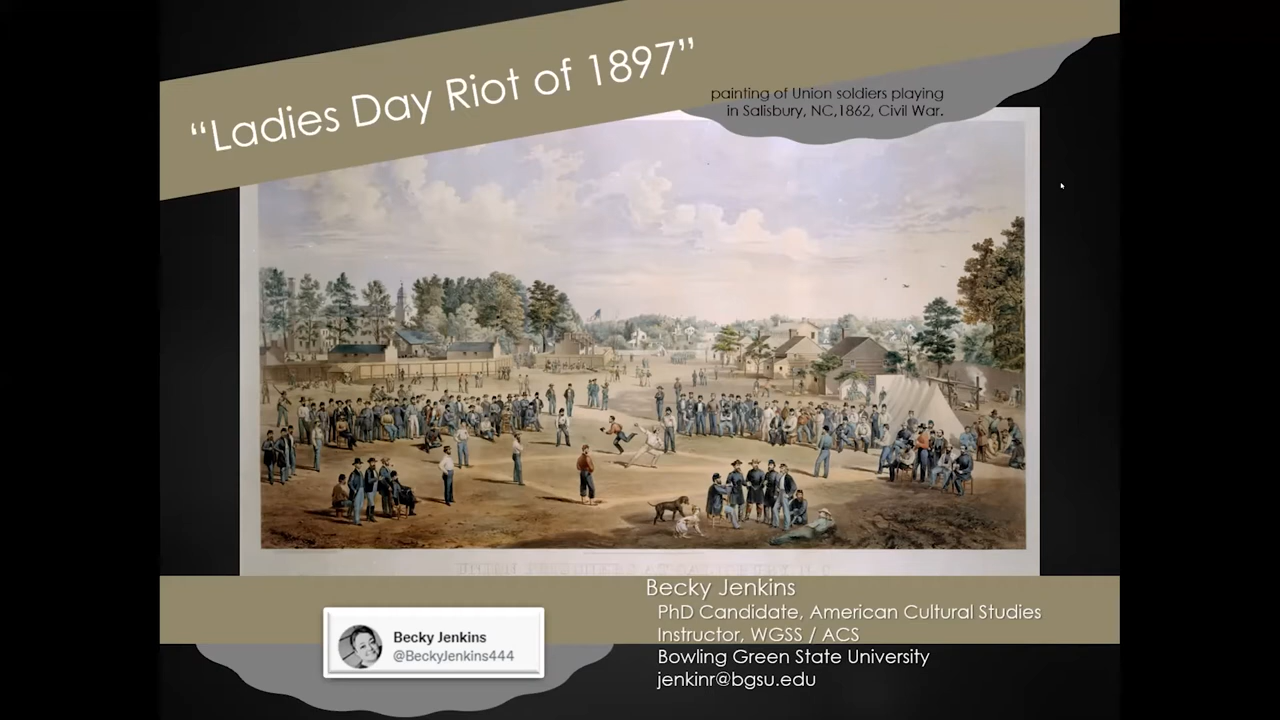 “Ladies Day Riot of 1897”
painting of Union soldiers playing
in Salisbury, NC,1862, Civil War.
Becky Jenkins
PhD Candidate, American Cultural Studies
Instructor, WGSS / ACS
Bowling Green State University
jenkinr@bgsu.edu
Becky Jenkins
@BeckyJenkins444